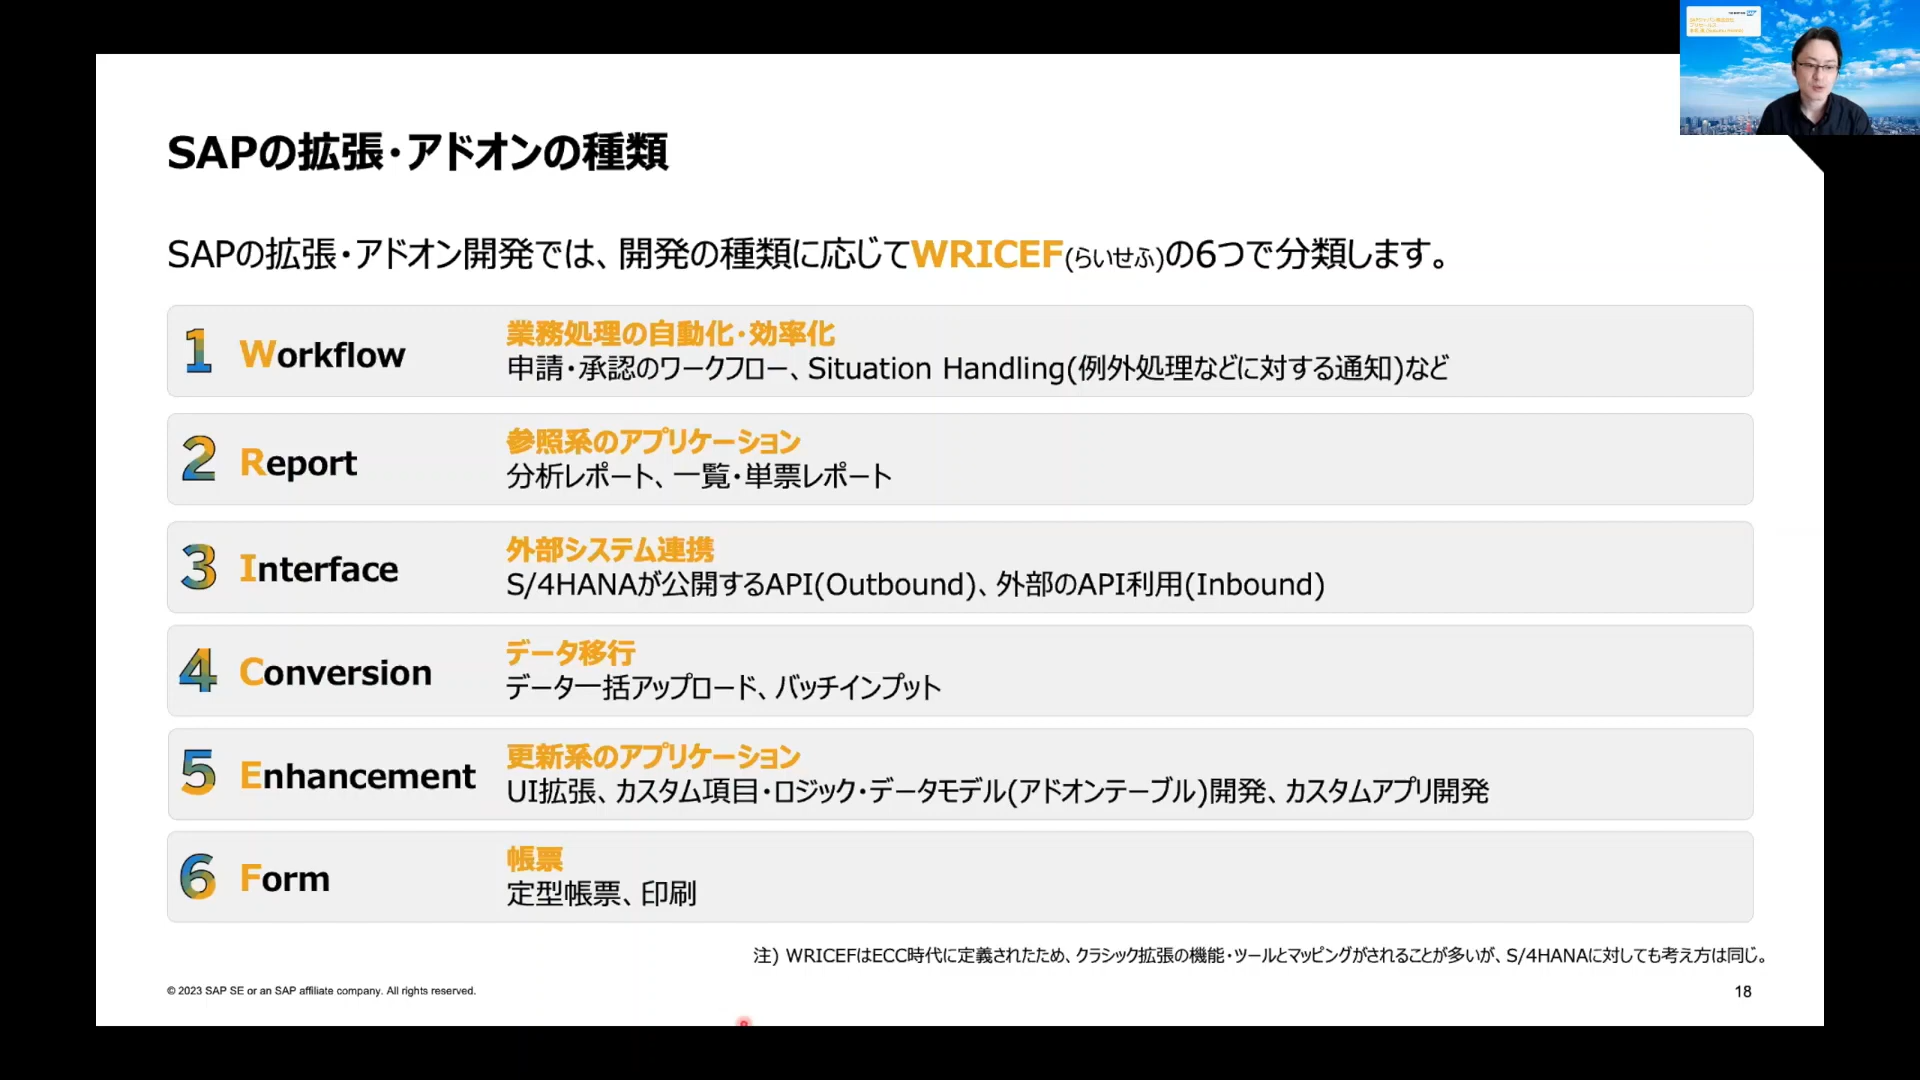 SAPの拡張・アドオンの種類
SAPの拡張・アドオン開発では、開発の種類に応じてWRICEF(らいせふ)の6つで分類します。
1 Workflow
業務処理の自動化・効率化
申請・承認のワークフロー、Situation Handling(例外処理などに対する通知)など
2 Report
参照系のアプリケーション
分析レポート、一覧・単票レポート
3 Interface
外部システム連携
S/4HANAが公開するAPI(Outbound)、外部のAPI利用(Inbound)
4 Conversion
データ移行
データ一括アップロード、バッチインプット
5 Enhancement
更新系のアプリケーション
UI拡張、カスタム項目・ロジック・データモデル(アドオンテーブル)開発、カスタムアプリ開発
6 Form
帳票
定型帳票、印刷
注) WRICEFはECC時代に定義されたため、クラシック拡張の機能・ツールとマッピングがされることが多いが、S/4HANAに対しても考え方は同じ。
© 2023 SAP SE or an SAP affiliate company. All rights reserved.
18